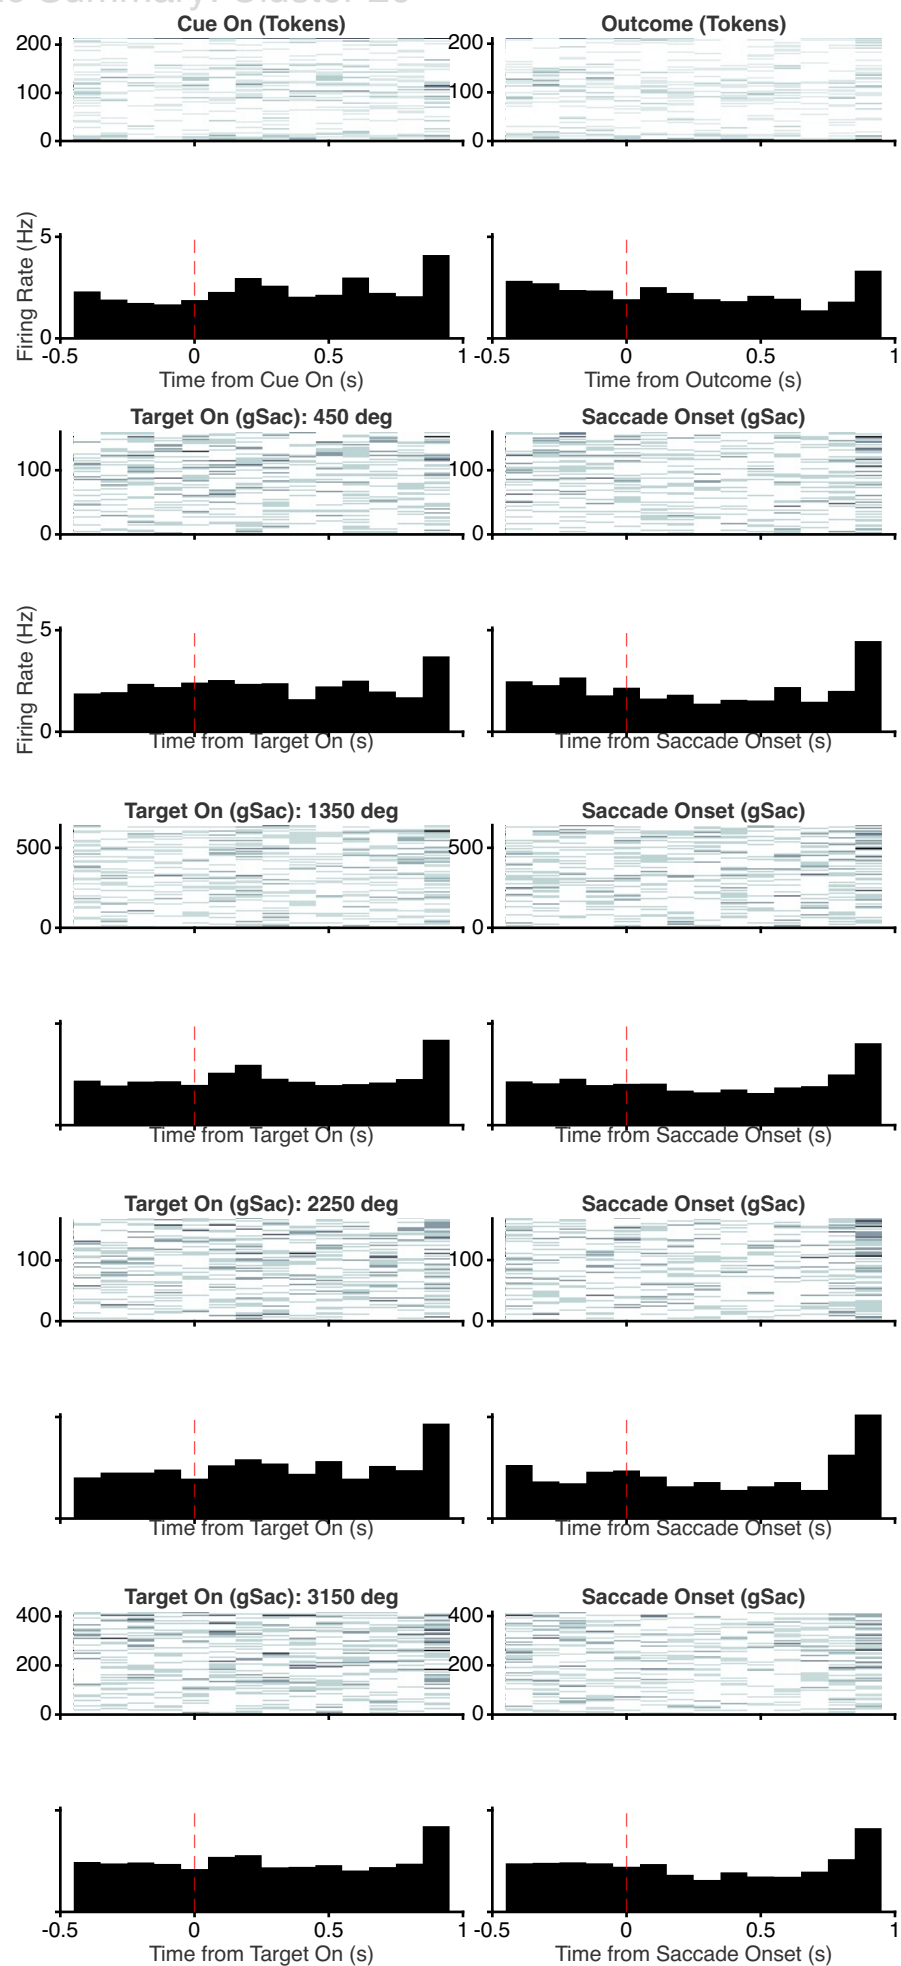 Summary: Cluster
Cue On (Tokens) Outcome (Tokens)
200 200
100 100
0 0
Firing Rate (Hz)
5
0
-0.5 0 0.5 1 -0.5 0 0.5 1
Time from Cue On (s) Time from Outcome (s)
Target On (gSac): 450 deg Saccade Onset (gSac)
100 100
0 0
Firing Rate (Hz)
5
0
Time from Target On (s) Time from Saccade Onset (s)
Target On (gSac): 1350 deg Saccade Onset (gSac)
500 500
0 0
Time from Target On (s) Time from Saccade Onset (s)
Target On (gSac): 2250 deg Saccade Onset (gSac)
100 100
0 0
Time from Target On (s) Time from Saccade Onset (s)
Target On (gSac): 3150 deg Saccade Onset (gSac)
400 400
200 200
0 0
-0.5 0 0.5 1 -0.5 0 0.5 1
Time from Target On (s) Time from Saccade Onset (s)